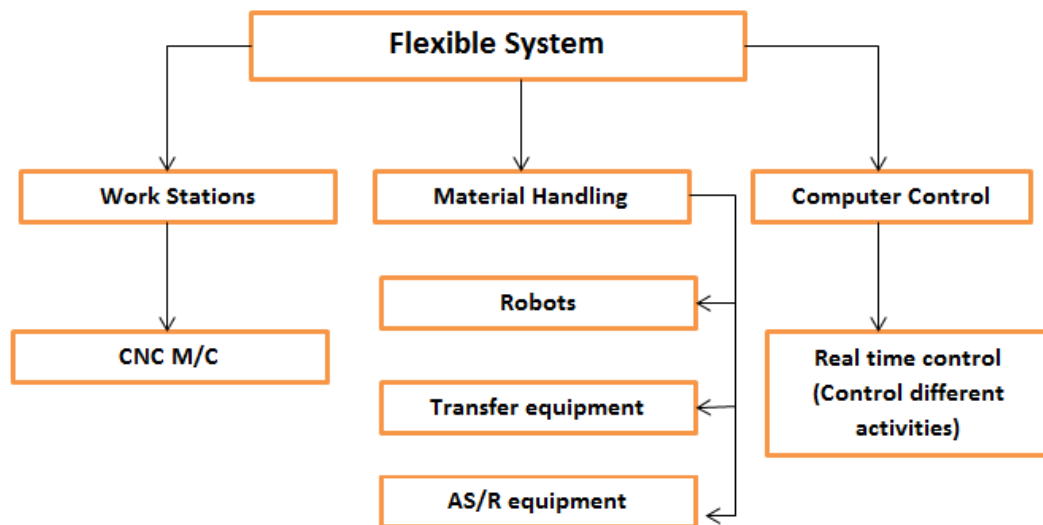 Flexible System
Work Stations
Material Handling
Computer Control
Robots
CNC M/C
Real time control
(Control different
activities)
Transfer equipment
AS/R equipment